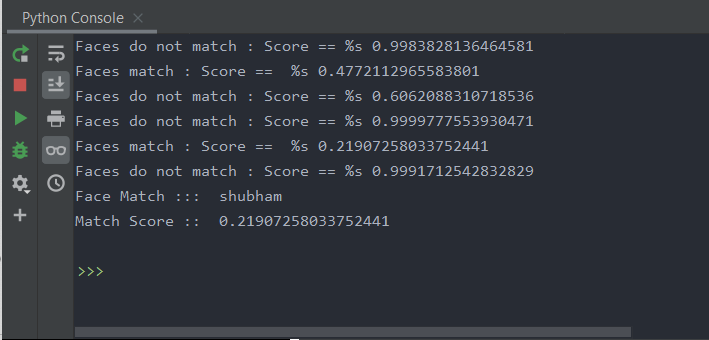 Python Console
Faces do not match : Score == %s 0.9983828136464581
Faces match : Score ==  %s 0.4772112965583801
Faces do not match : Score == %s 0.6062088310718536
Faces do not match : Score == %s 0.9999777553930471
Faces match : Score ==  %s 0.21907258033752441
Faces do not match : Score == %s 0.9991712542832829
Face Match :::  shubham
Match Score ::  0.21907258033752441
>>>